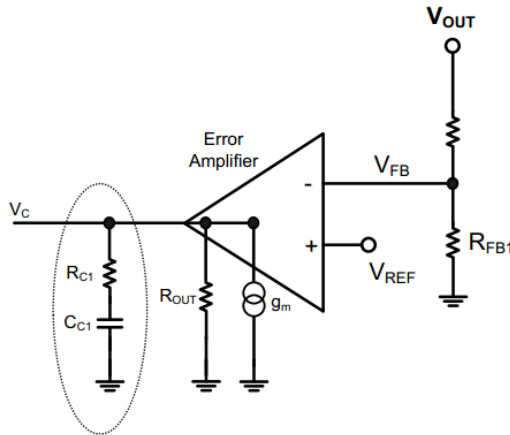 VOUT
Error
Amplifier
VFB
-
VC
+
RFB1
RC1
ROUT
gm
VREF
CC1